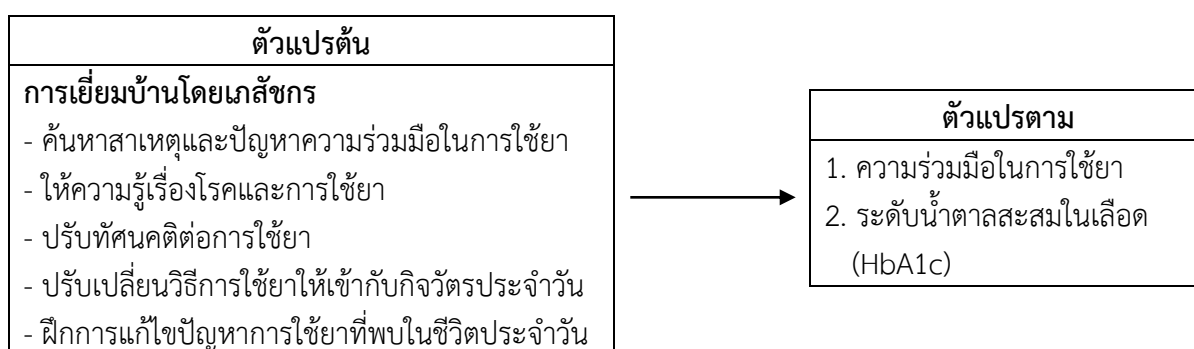 ตัวแปรต้น
การเยี่ยมบ้านโดยเภสัชกร
- ค้นหาสาเหตุและปัญหาความร่วมมือในการใช้ยา
- ให้ความรู้เรื่องโรคและการใช้ยา
- ปรับทัศนคติต่อการใช้ยา
- ปรับเปลี่ยนวิธีการใช้ยาให้เข้ากับกิจวัตรประจำวัน
- ฝึกการแก้ไขปัญหาการใช้ยาที่พบในชีวิตประจำวัน
ตัวแปรตาม
1. ความร่วมมือในการใช้ยา
2. ระดับน้ำตาลสะสมในเลือด
(HbA1c)